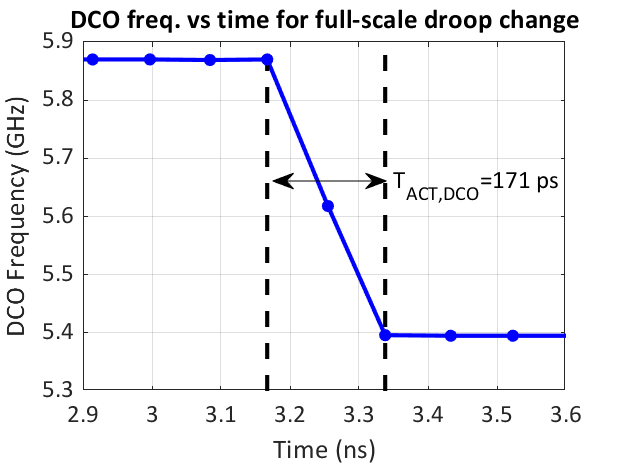 DCO freq. vs time for full-scale droop change
DCO Frequency (GHz)
5.9
5.8
5.7
5.6
5.5
5.4
5.3
T_ACT,DCO=171 ps
2.9 3 3.1 3.2 3.3 3.4 3.5 3.6
Time (ns)